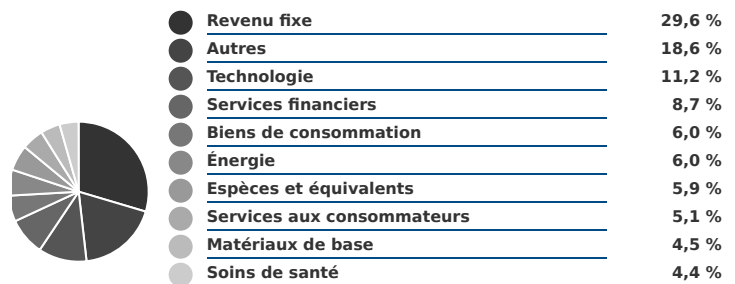 Revenu fixe 29,6 %
Autres 18,6 %
Technologie 11,2 %
Services financiers 8,7 %
Biens de consommation 6,0 %
Énergie 6,0 %
Espèces et équivalents 5,9 %
Services aux consommateurs 5,1 %
Matériaux de base 4,5 %
Soins de santé 4,4 %